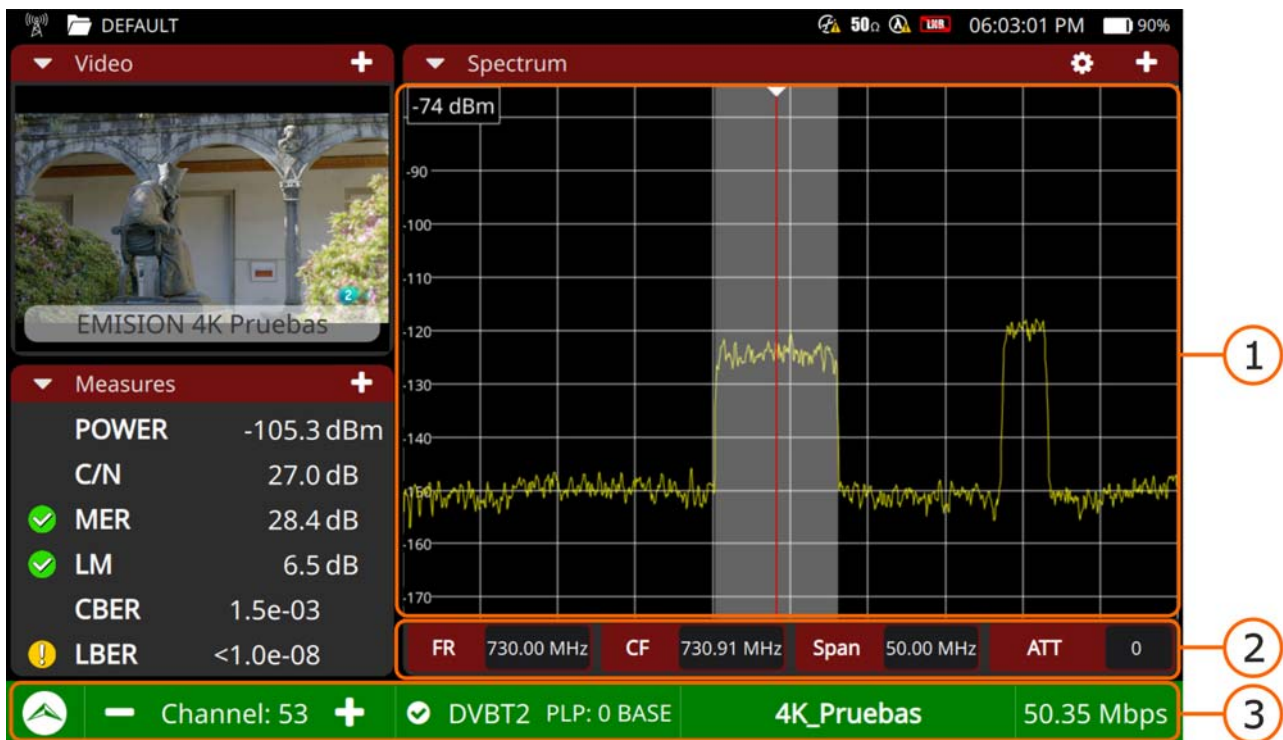 DEFAULT
50Ω LNB 06:03:01 PM 90%
Video
EMISION 4K Pruebas
2
Measures
POWER -105.3 dBm
C/N 27.0 dB
MER 28.4 dB
LM 6.5 dB
CBER 1.5e-03
LBER <1.0e-08
Spectrum
-74 dBm
-90
-100
-110
-120
-130
-140
-150
-160
-170
FR 730.00 MHz CF 730.91 MHz Span 50.00 MHz ATT 0
Channel: 53 DVBT2 PLP: 0 BASE 4K_Pruebas 50.35 Mbps
1
2
3